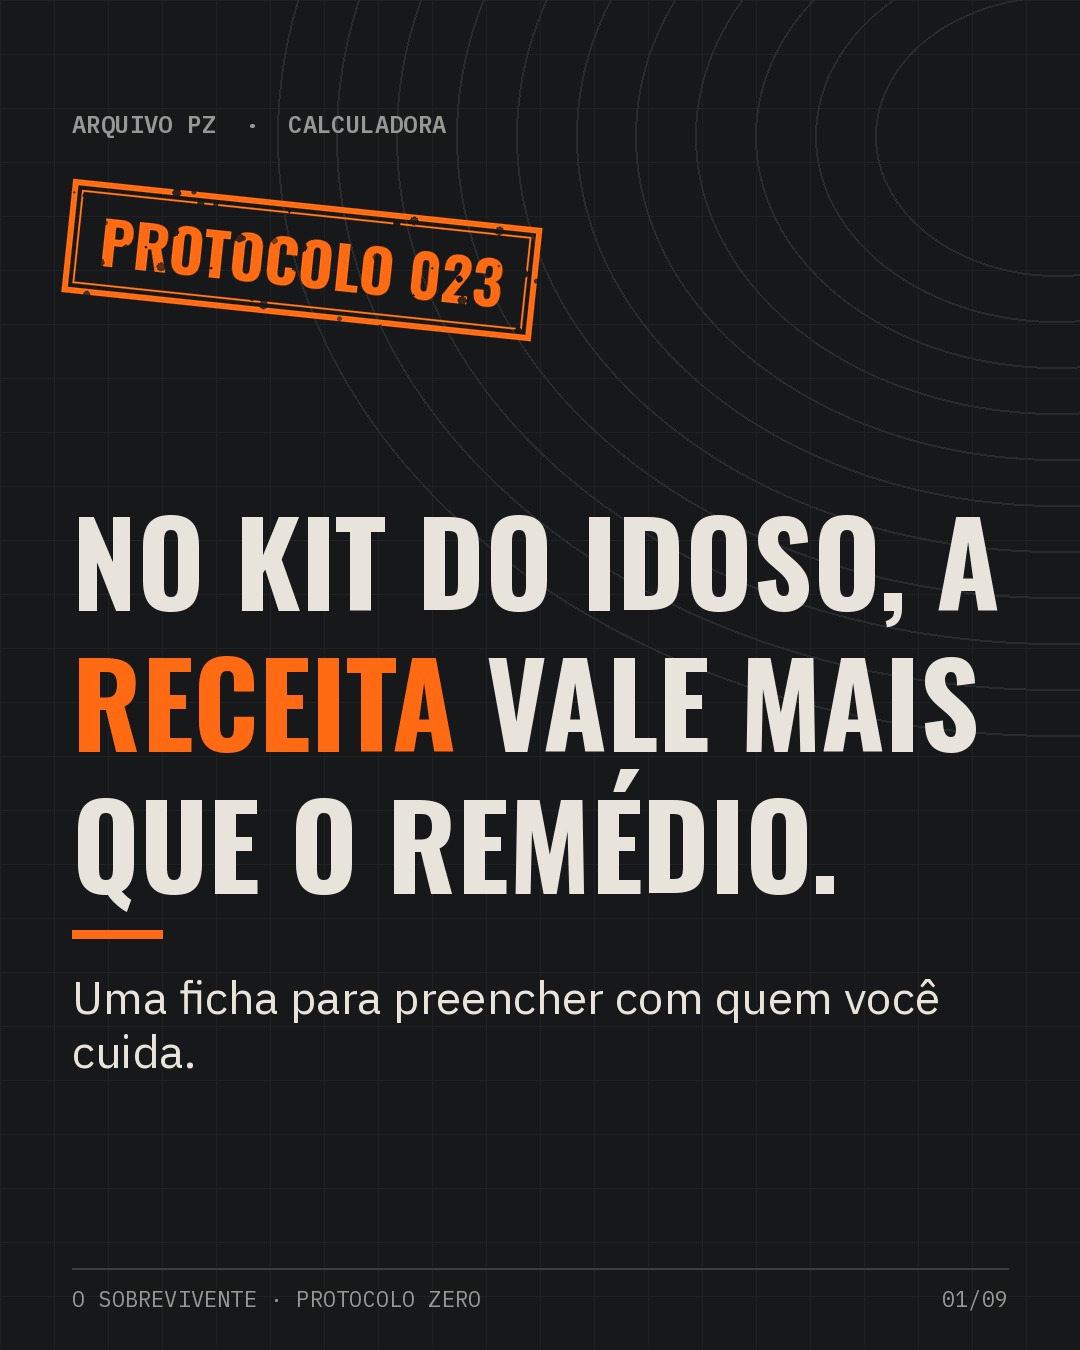 ARQUIVO PZ · CALCULADORA
PROTOCOLO 023
NO KIT DO IDOSO, A
RECEITA VALE MAIS
QUE O REMÉDIO.
Uma ficha para preencher com quem você
cuida.
O SOBREVIVENTE · PROTOCOLO ZERO
01/09